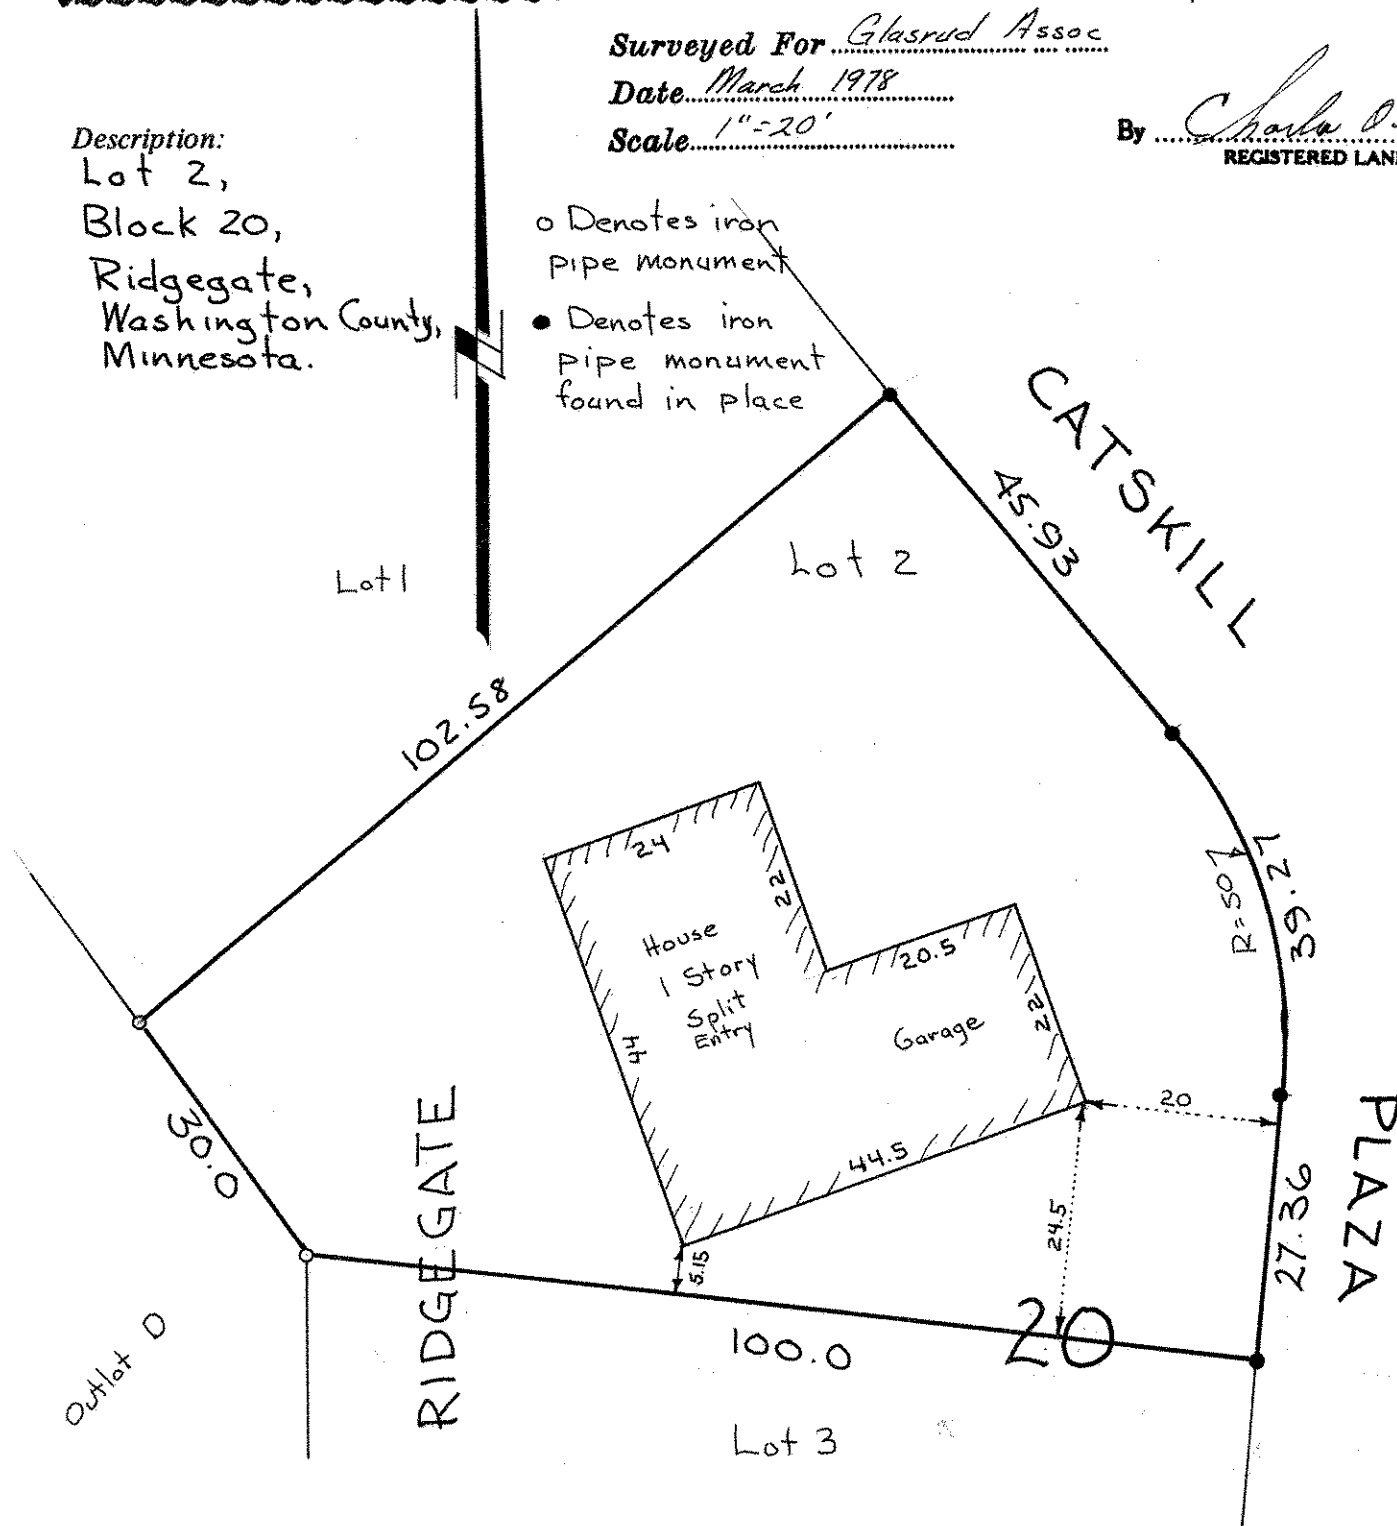 Surveyed For Glasrud Assoc
Date March 1978
Scale 1"=20'
By
REGISTERED LAN
Description:
Lot 2,
Block 20,
Ridgegate,
Washington County,
Minnesota.
o Denotes iron
pipe monument
● Denotes iron
pipe monument
found in place
CATSKILL
45.93
Lot 2
Lot 1
102.58
24
22
House
1 Story
Split
Entry
44
20.5
22
Garage
R=50
39.27
20
44.5
30.0
24.5
5.15
27.36
PLAZA
RIDGEGATE
100.0
20
Outlot D
Lot 3